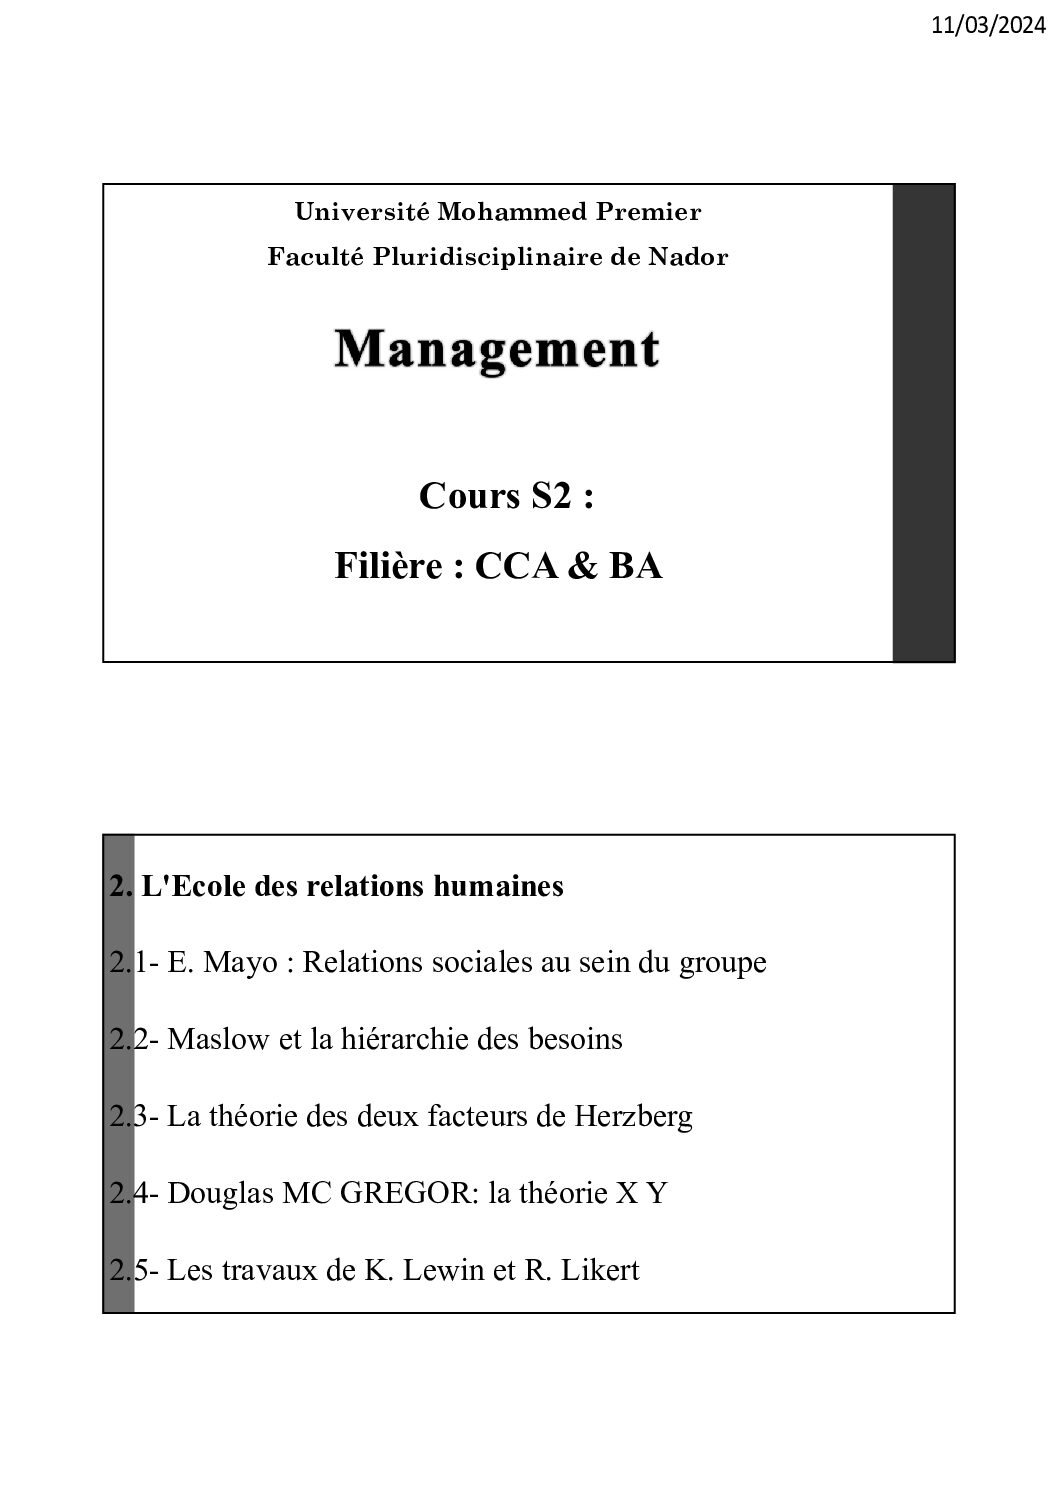 11/03/2024
Université Mohammed Premier
Faculté Pluridisciplinaire de Nador
Management
Cours S2 :
Filière : CCA & BA
2. L'Ecole des relations humaines
2.1- E. Mayo : Relations sociales au sein du groupe
2.2- Maslow et la hiérarchie des besoins
2.3- La théorie des deux facteurs de Herzberg
2.4- Douglas MC GREGOR: la théorie X Y
2.5- Les travaux de K. Lewin et R. Likert